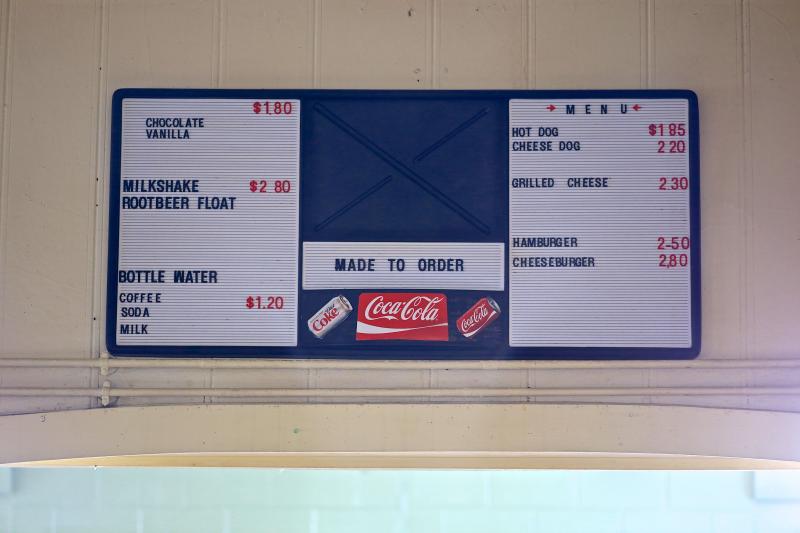 $1.80
CHOCOLATE
VANILLA
MILKSHAKE $2 80
ROOTBEER FLOAT
BOTTLE WATER
COFFEE $1.20
SODA
MILK
MADE TO ORDER
Coke
Coca-Cola
Coca-Cola
MENU
HOT DOG $1 85
CHEESE DOG 2 20
GRILLED CHEESE 2.30
HAMBURGER 2-50
CHEESEBURGER 2,80